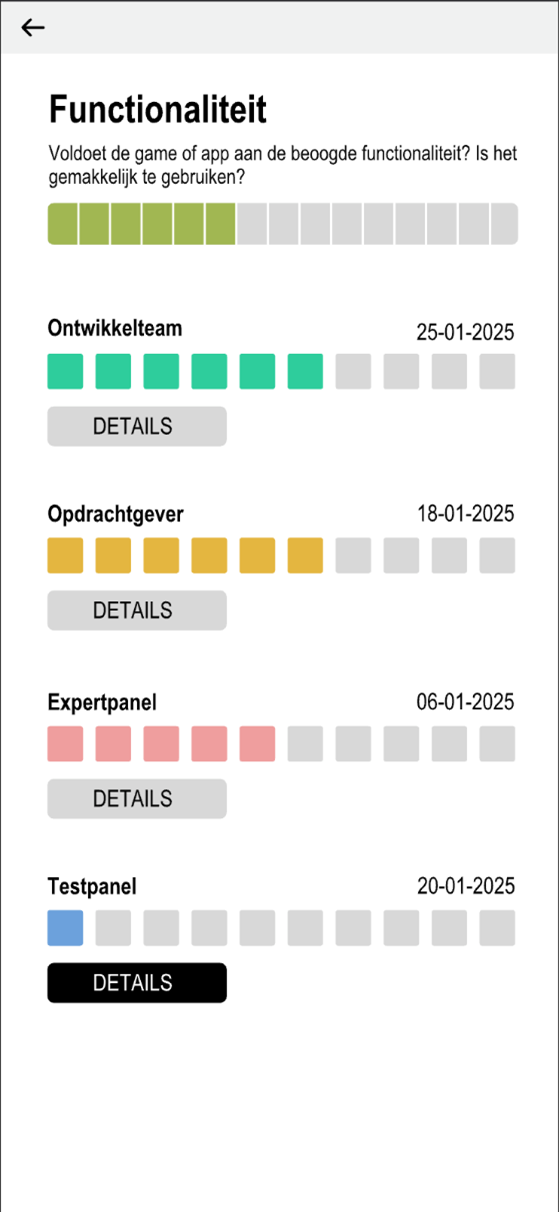 Functionaliteit
Voldoet de game of app aan de beoogde functionaliteit? Is het
gemakkelijk te gebruiken?
Ontwikkelteam 25-01-2025
DETAILS
Opdrachtgever 18-01-2025
DETAILS
Expertpanel 06-01-2025
DETAILS
Testpanel 20-01-2025
DETAILS